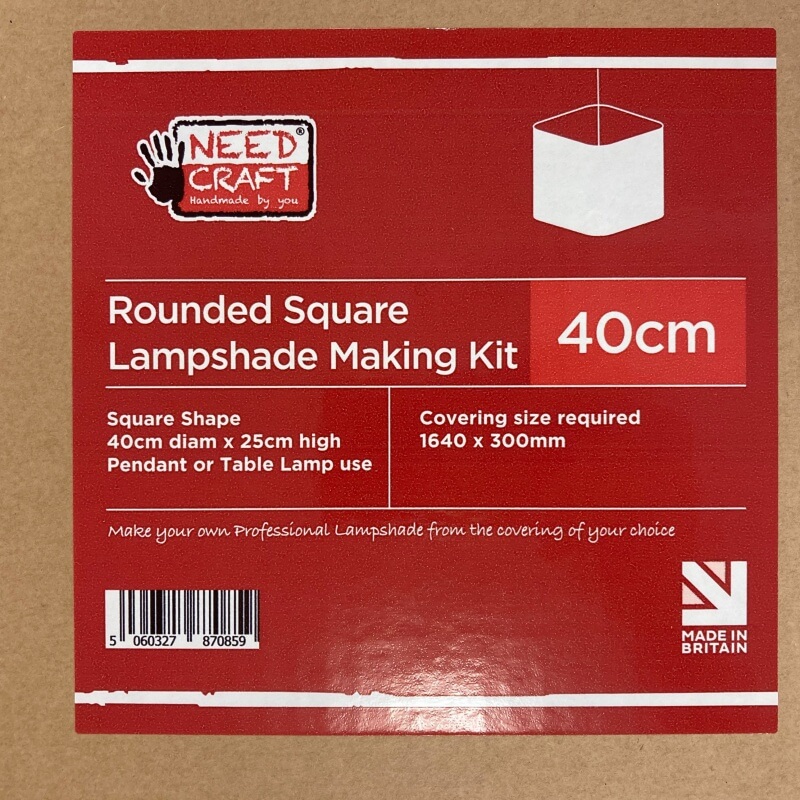 NEED®
CRAFT
Handmade by you
Rounded Square
Lampshade Making Kit
40cm
Square Shape
40cm diam x 25cm high
Pendant or Table Lamp use
Covering size required
1640 x 300mm
Make your own Professional Lampshade from the covering of your choice
5 060327 870859
MADE IN
BRITAIN